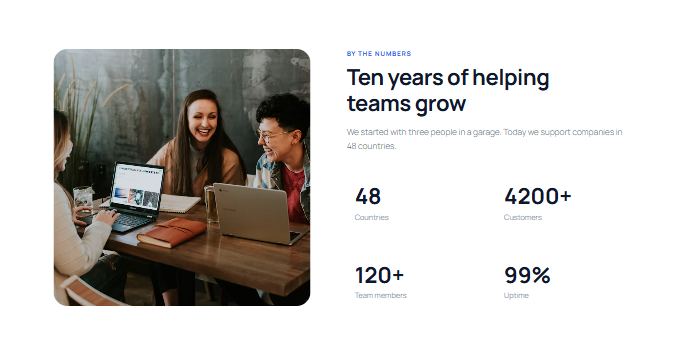 BY THE NUMBERS
Ten years of helping
teams grow
We started with three people in a garage. Today we support companies in
48 countries.
48
4200+
Countries
Customers
120+
99%
Team members
Uptime